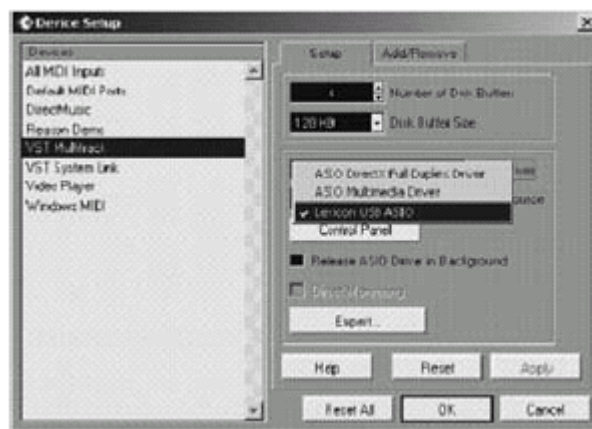 Device Setup
Devices
All MIDI Inputs
Default MIDI Ports
DirectMusic
Reason Demo
VST Multitrack
VST System Link
Video Player
Windows MIDI
Setup
Add/Remove
Number of Disk Buffers
128 KB
Disk Buffer Size
ASIO DirectX Full Duplex Driver
ASIO Multimedia Driver
✓ Lexicon USB ASIO
Control Panel
Release ASIO Driver in Background
Direct Monitoring
Expert...
Help
Reset
Apply
Reset All
OK
Cancel